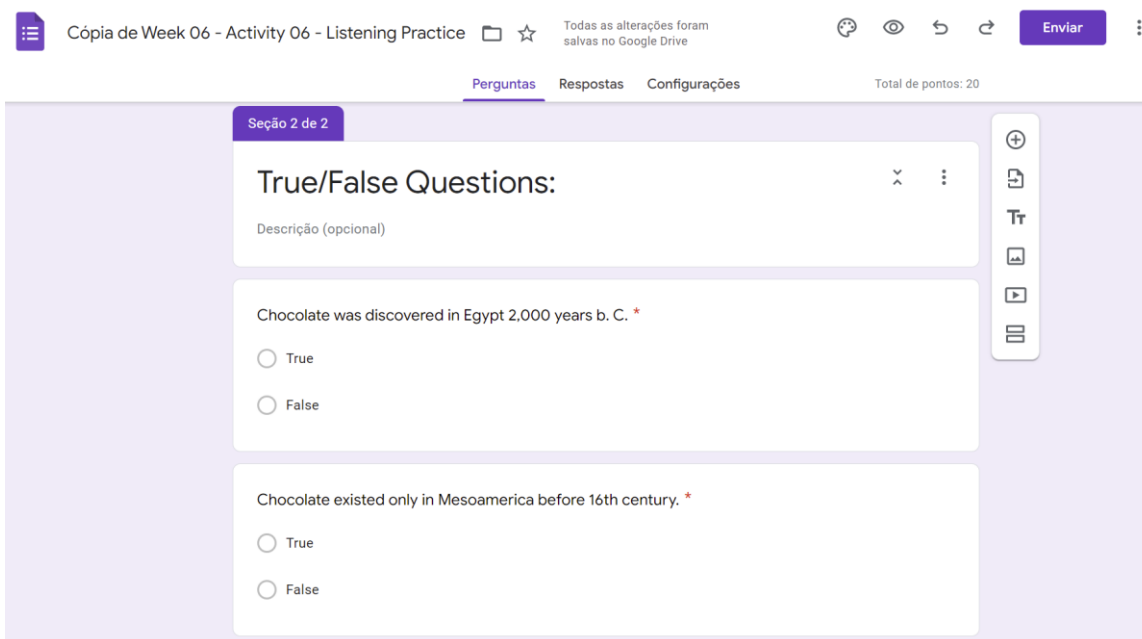 Cópia de Week 06 - Activity 06 - Listening Practice
Todas as alterações foram
salvas no Google Drive
Enviar
Perguntas Respostas Configurações
Total de pontos: 20
Seção 2 de 2
True/False Questions:
Descrição (opcional)
Chocolate was discovered in Egypt 2,000 years b. C. *
True
False
Chocolate existed only in Mesoamerica before 16th century. *
True
False